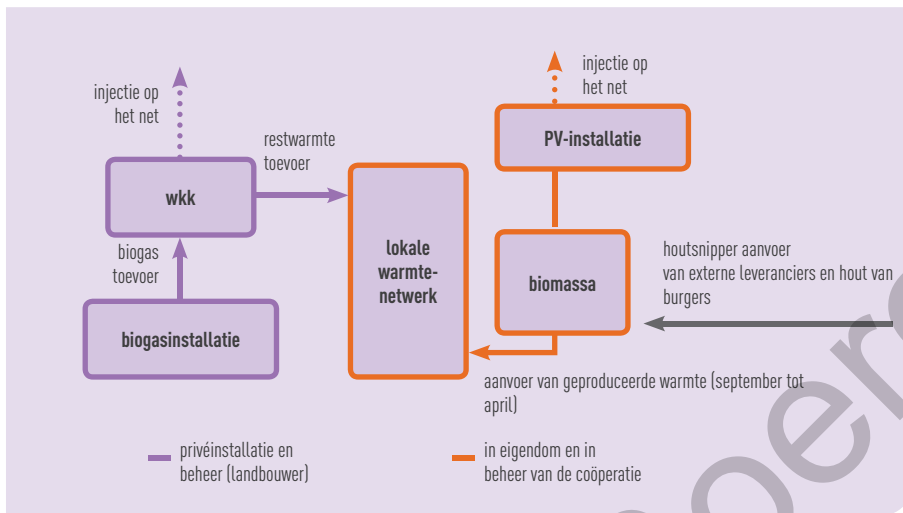 injectie op
het net
injectie op
het net
restwarmte
toevoer
PV-installatie
wkk
biogas
toevoer
lokale
warmte-
netwerk
biomassa
houtsnipper aanvoer
van externe leveranciers en hout van
burgers
biogasinstallatie
aanvoer van geproduceerde warmte (september tot
april)
privéinstallatie en
beheer (landbouwer)
in eigendom en in
beheer van de coöperatie